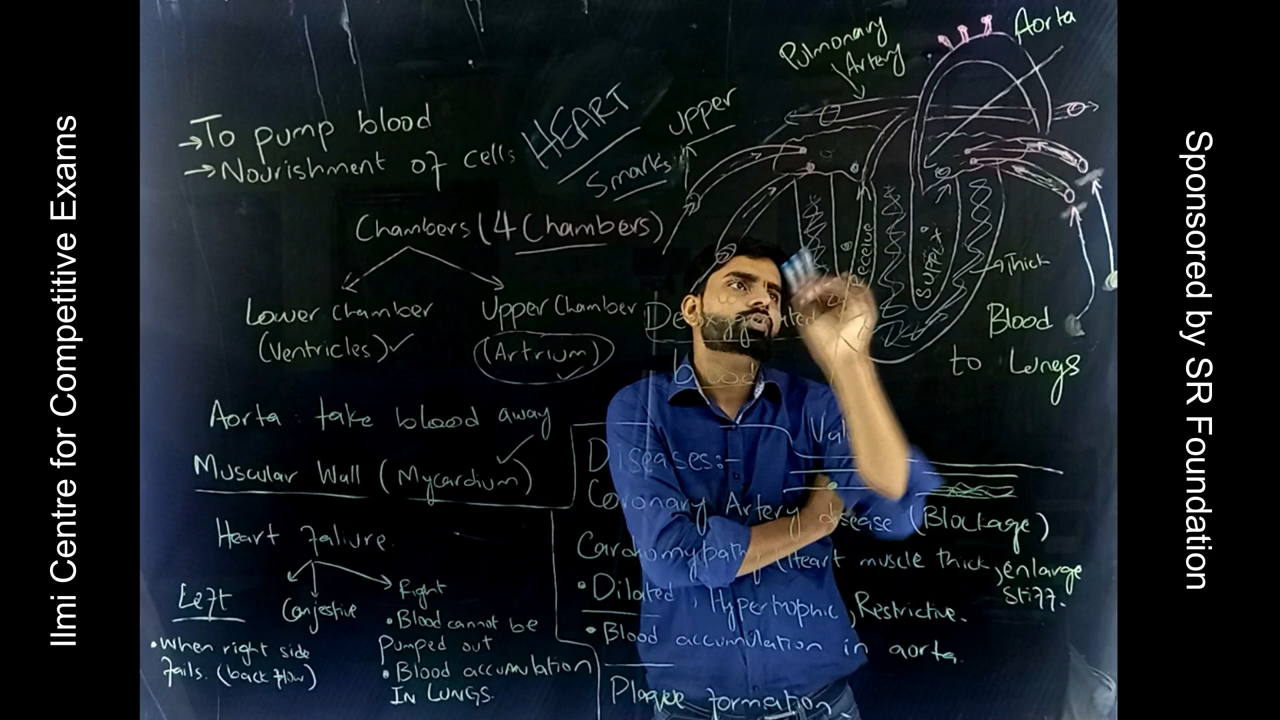 Ilmi Centre for Competitive Exams
→To pump blood
→Nourishment of cells
HEART
5marks
upper
Pulmonary
Artery
Aorta
Chambers (4 Chambers)
Lower chamber
(Ventricles)✓
Upper Chamber
(Artrium)
Receive
Supply
Thick
Deoxygenated
blood
Blood
to Lungs
Aorta : take blood away
Muscular Wall (Mycardium)
Heart failure.
Left
• When right side
fails. (back flow)
Conjestive
Right
• Blood cannot be
Pumped out
• Blood accumulation
IN LUNGS.
Diseases:-
Coronary Artery disease (Blockage)
Cardiomypathy (Heart muscle thick, enlarge
stiff.
• Dilated, Hypertrophic, Restrictive.
• Blood accumulation in aorta.
Plaque formation.
Sponsored by SR Foundation